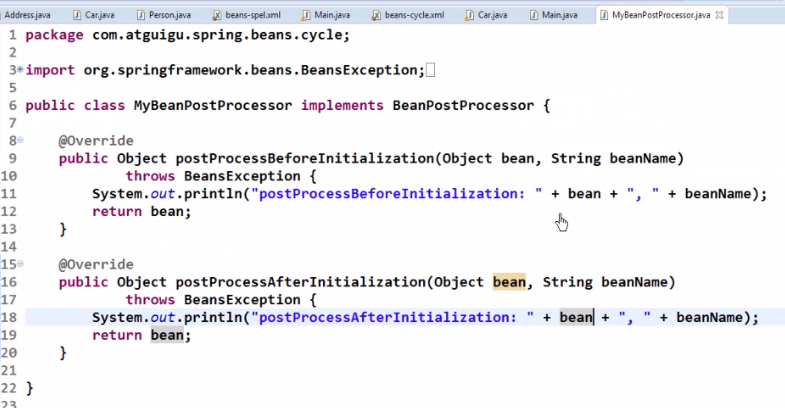 Address.java Car.java Person.java beans-spel.xml Main.java beans-cycle.xml Car.java Main.java MyBeanPostProcessor.java
1 package com.atguigu.spring.beans.cycle;
2
3 import org.springframework.beans.BeansException;
5
6 public class MyBeanPostProcessor implements BeanPostProcessor {
7
8 @Override
9 public Object postProcessBeforeInitialization(Object bean, String beanName)
10 throws BeansException {
11 System.out.println("postProcessBeforeInitialization: " + bean + ", " + beanName);
12 return bean;
13 }
14
15 @Override
16 public Object postProcessAfterInitialization(Object bean, String beanName)
17 throws BeansException {
18 System.out.println("postProcessAfterInitialization: " + bean + ", " + beanName);
19 return bean;
20 }
21
22 }
23